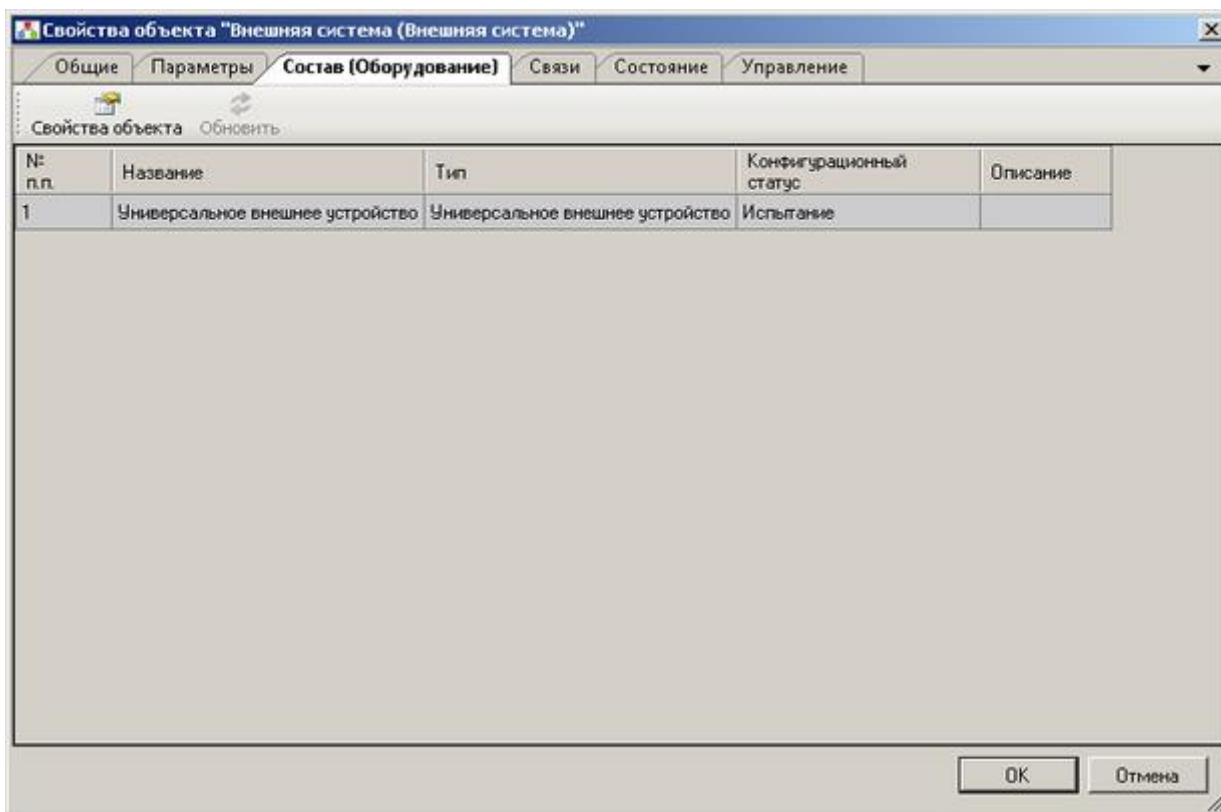 Свойства объекта "Внешняя система (Внешняя система)"
Общие Параметры Состав (Оборудование) Связи Состояние Управление
Свойства объекта Обновить
№ п.п. Название Тип Конфигурационный статус Описание
1 Универсальное внешнее устройство Универсальное внешнее устройство Испытание
OK Отмена